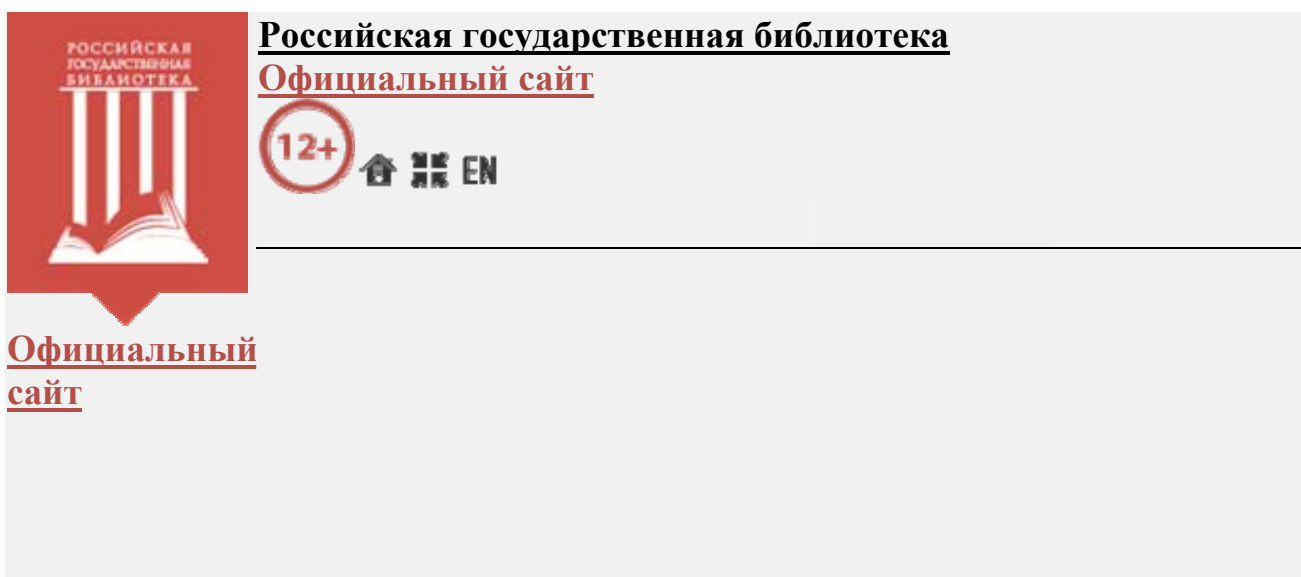 РОССИЙСКАЯ
ГОСУДАРСТВЕННАЯ
БИБЛИОТЕКА
Российская государственная библиотека
Официальный сайт
12+
EN
Официальный
сайт